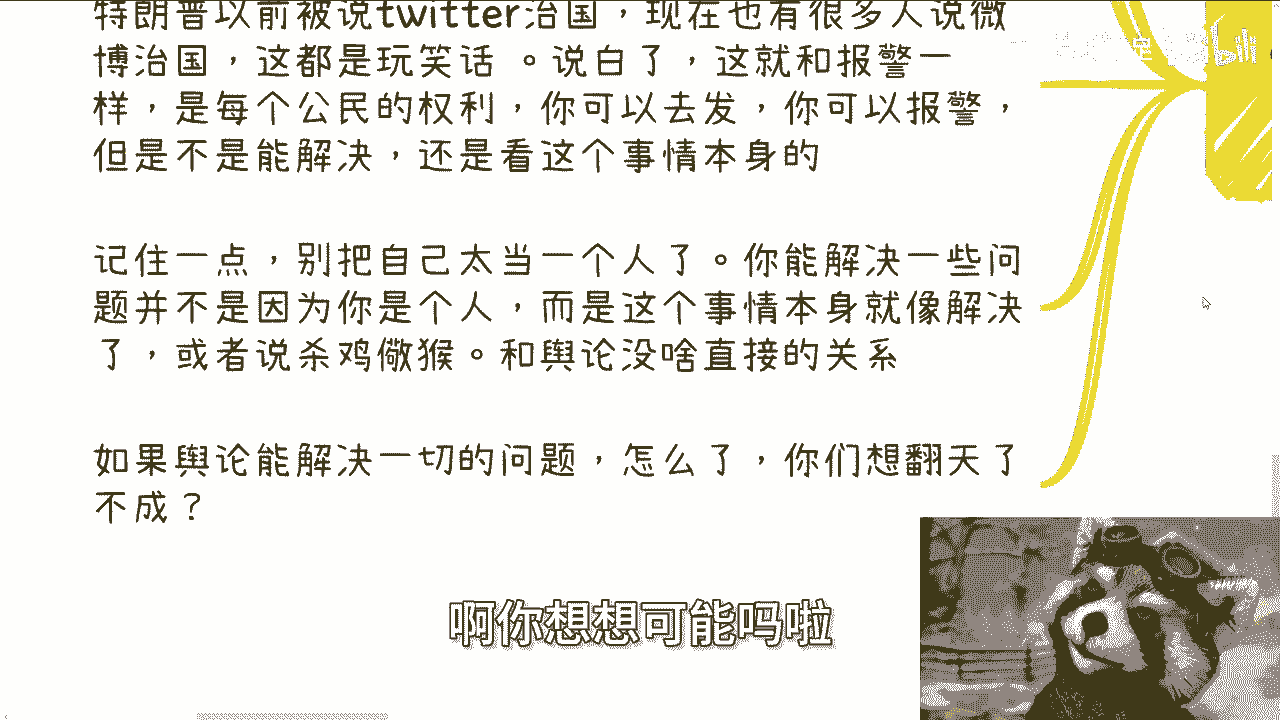 特朗普以前被说twitter治国，现在也有很多人说微
博治国，这都是玩笑话 。说白了，这就和报警一
样，是每个公民的权利，你可以去发，你可以报警，
但是不是能解决，还是看这个事情本身的
记住一点，别把自己太当一个人了。你能解决一些问
题并不是因为你是个人，而是这个事情本身就像解决
了，或者说杀鸡儆猴。和舆论没啥直接的关系
如果舆论能解决一切的问题，怎么了，你们想翻天了
不成？
啊你想想可能吗啦